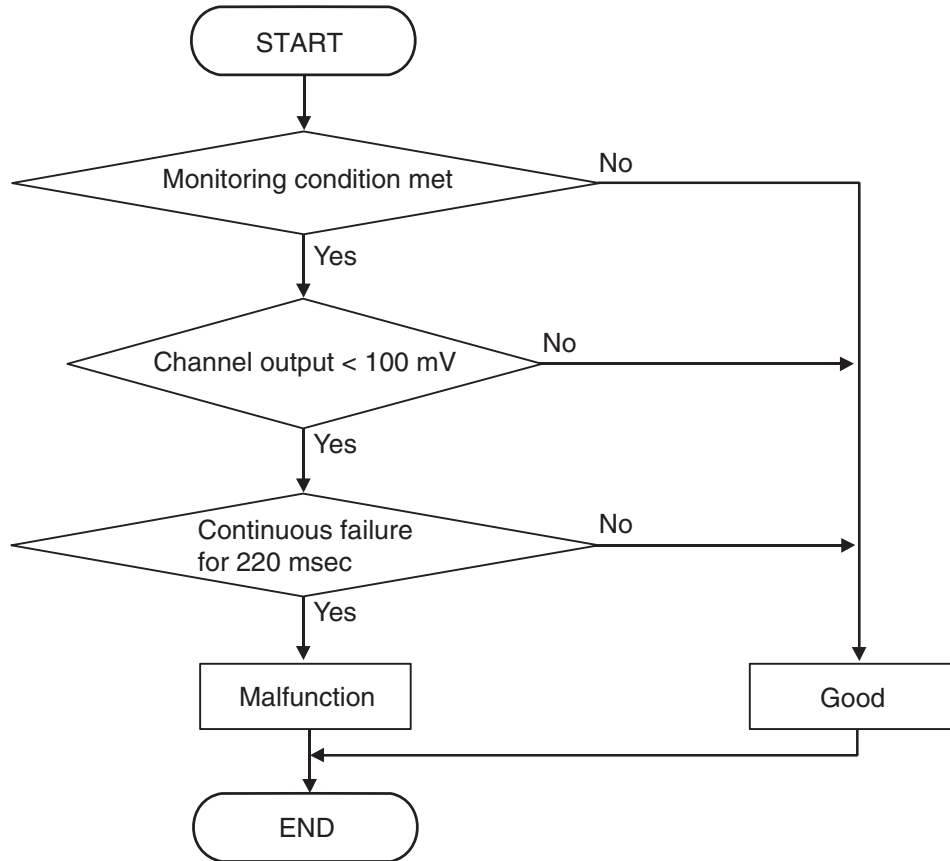 START
Monitoring condition met
No
Yes
Channel output < 100 mV
No
Yes
Continuous failure
for 220 msec
No
Yes
Malfunction
Good
END